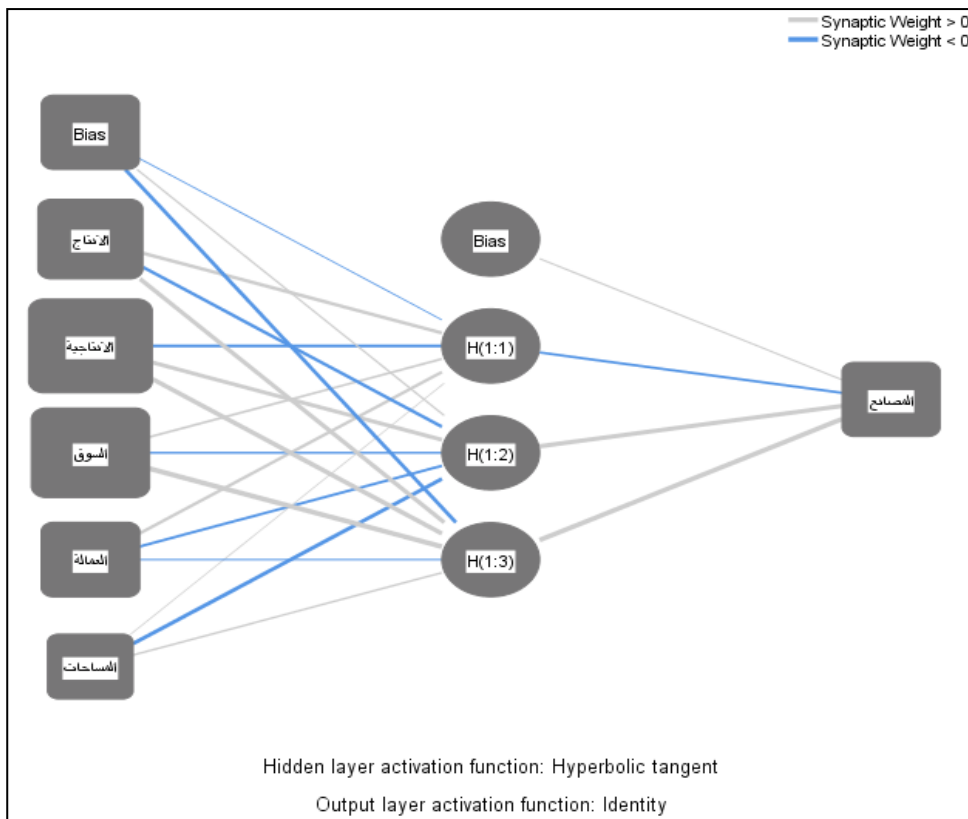 Synaptic Weight > 0
Synaptic Weight < 0
Bias
الانتاج
الانتاجية
السوق
العمالة
المساحات
Bias
H(1:1)
H(1:2)
H(1:3)
المصانع
Hidden layer activation function: Hyperbolic tangent
Output layer activation function: Identity